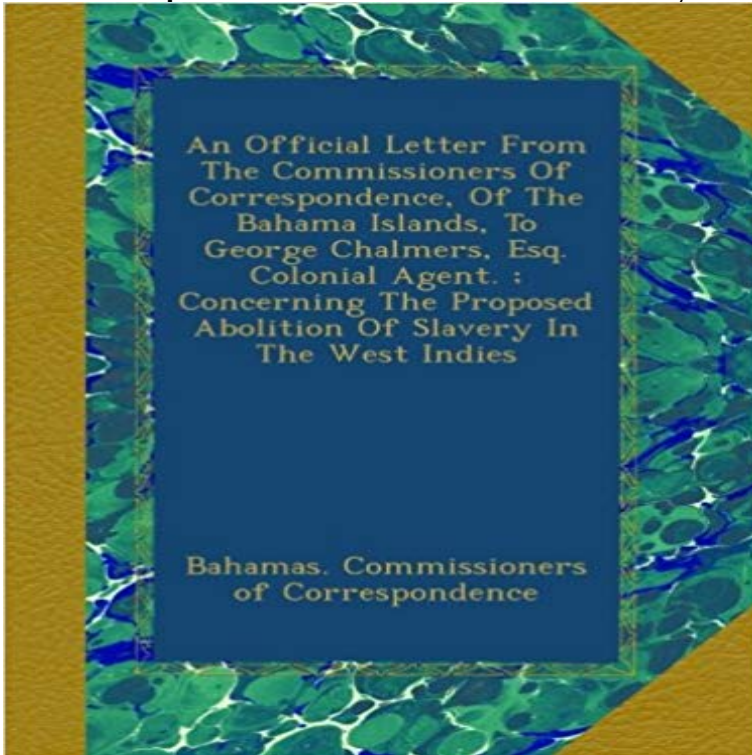 An Official Letter From
The Commissioners Of
Correspondence, Of The
Bahama Islands, To
George Chalmers, Esq.
Colonial Agent. ;
Concerning The Proposed
Abolition Of Slavery In
The West Indies
Bahamas. Commissioners
of Correspondence